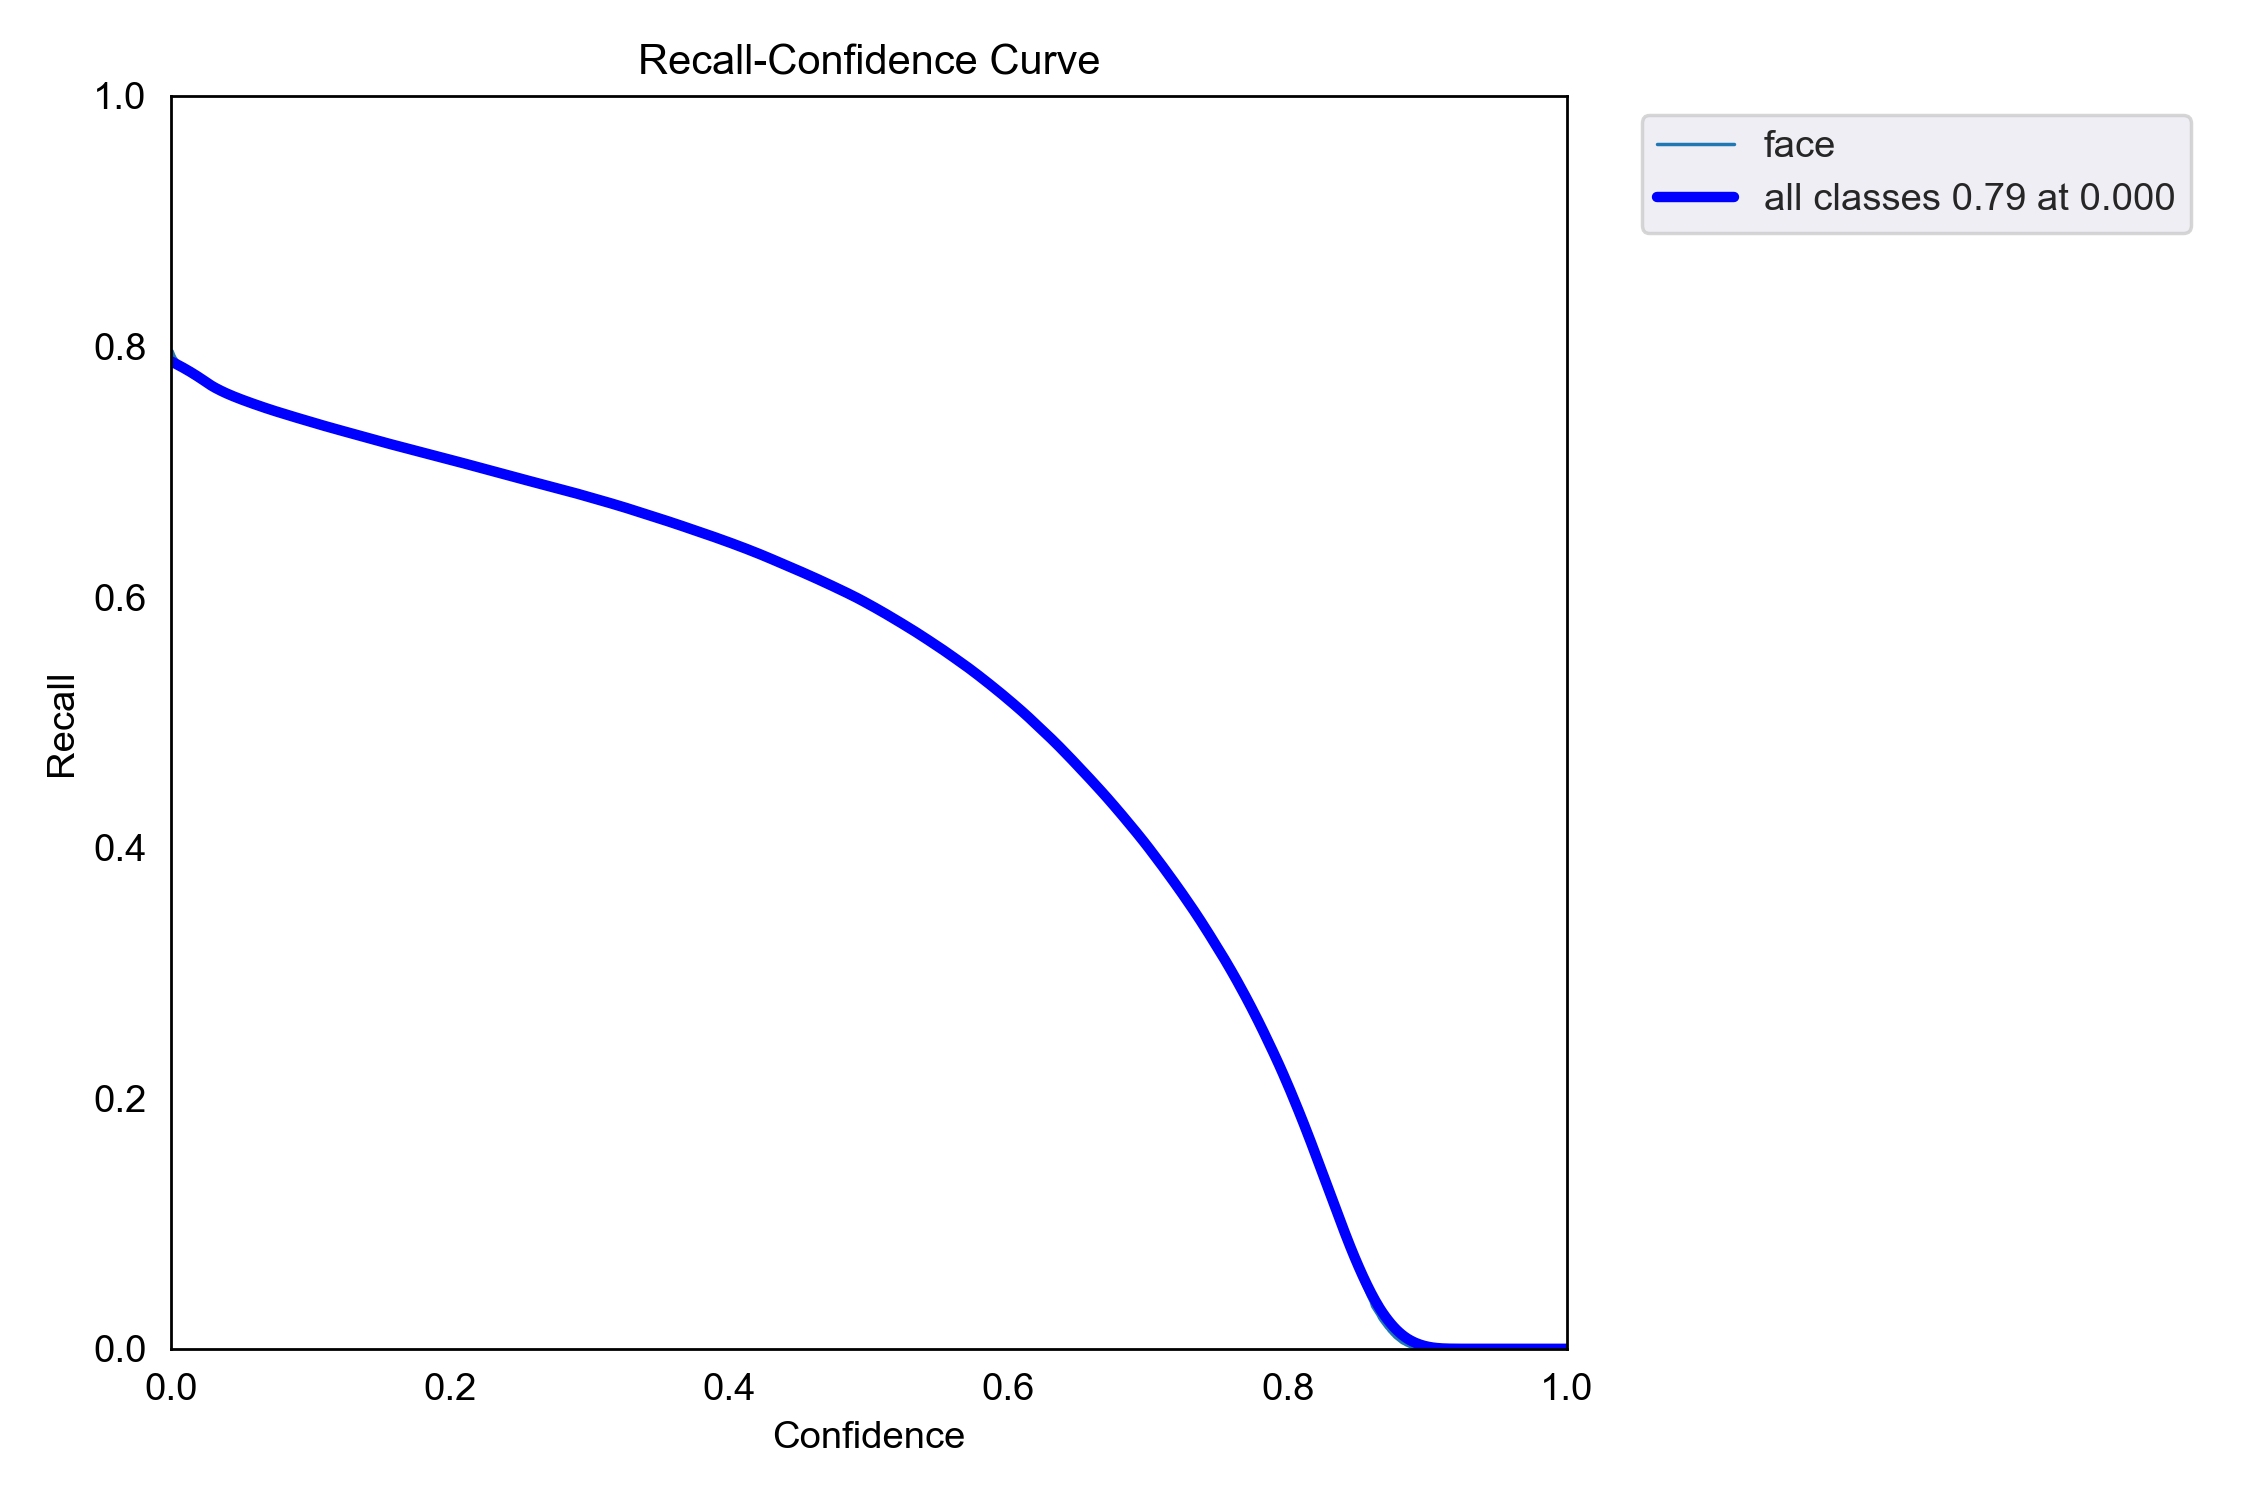 Recall-Confidence Curve
1.0
0.8
0.6
0.4
0.2
0.0
Recall
0.0 0.2 0.4 0.6 0.8 1.0
Confidence
face
all classes 0.79 at 0.000